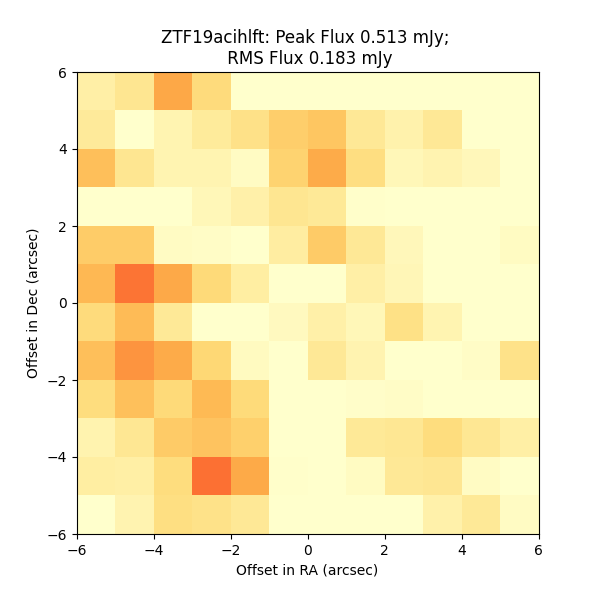 ZTF19acihlft: Peak Flux 0.513 mJy;
RMS Flux 0.183 mJy
6
4
2
0
−2
−4
−6
Offset in Dec (arcsec)
−6 −4 −2 0 2 4 6
Offset in RA (arcsec)